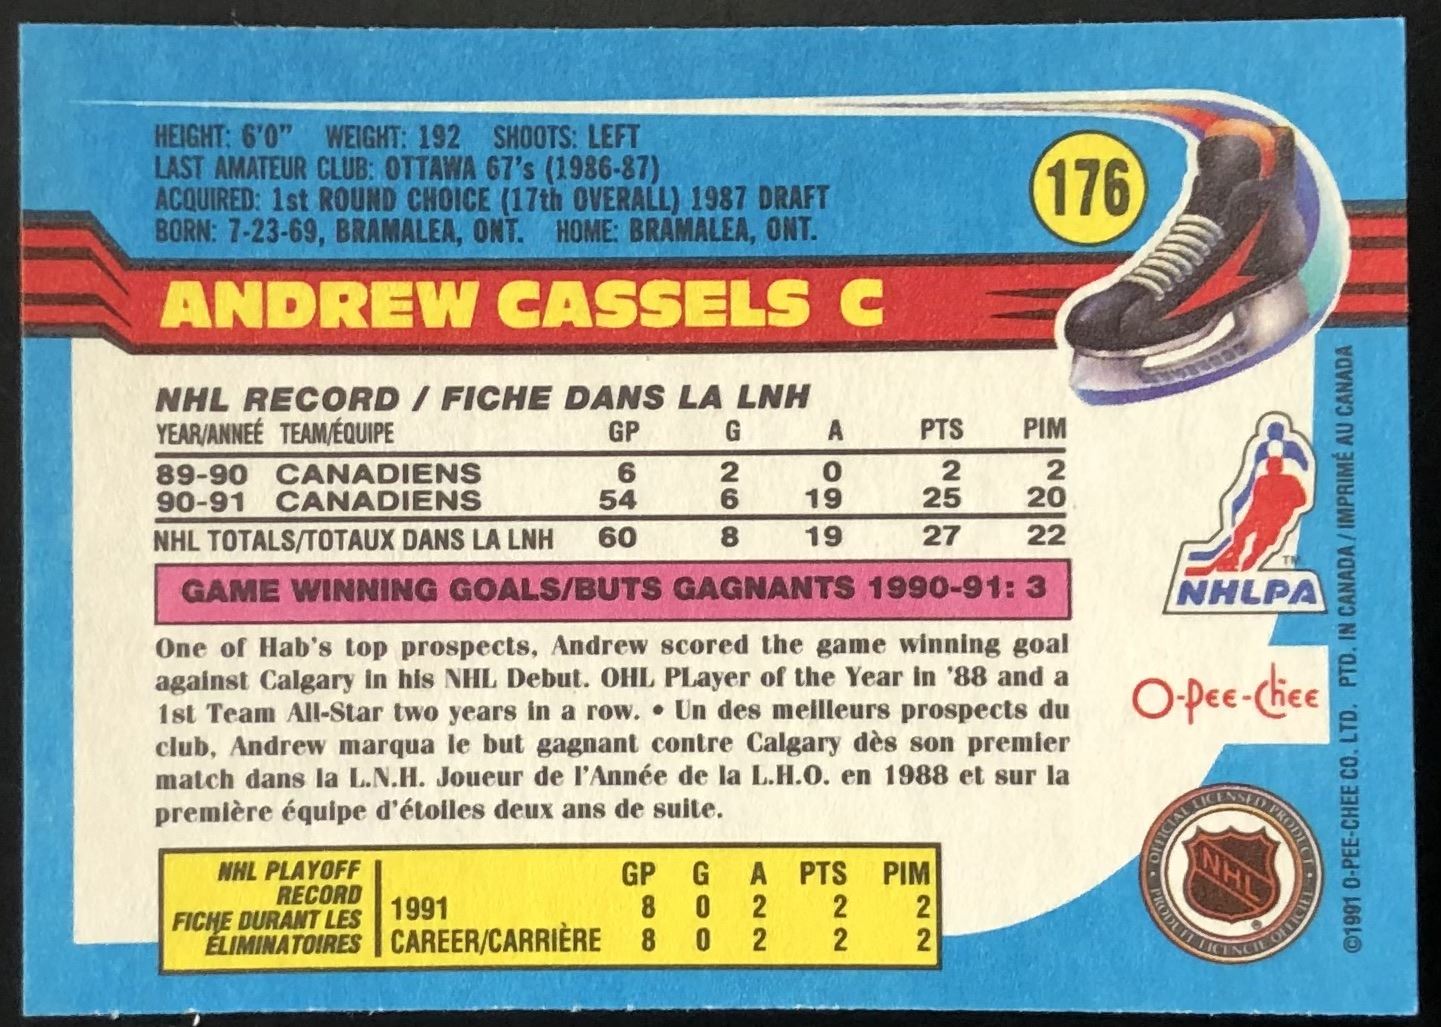 HEIGHT: 6'0" WEIGHT: 192 SHOOTS: LEFT
LAST AMATEUR CLUB: OTTAWA 67's (1986-87)
ACQUIRED: 1st ROUND CHOICE (17th OVERALL) 1987 DRAFT
BORN: 7-23-69, BRAMALEA, ONT. HOME: BRAMALEA, ONT.
176
ANDREW CASSELS C
NHL RECORD / FICHE DANS LA LNH
YEAR/ANNEÉ TEAM/ÉQUIPE GP G A PTS PIM
89-90 CANADIENS 6 2 0 2 2
90-91 CANADIENS 54 6 19 25 20
NHL TOTALS/TOTAUX DANS LA LNH 60 8 19 27 22
GAME WINNING GOALS/BUTS GAGNANTS 1990-91: 3
One of Hab's top prospects, Andrew scored the game winning goal
against Calgary in his NHL Debut. OHL PLayer of the Year in '88 and a
1st Team All-Star two years in a row. • Un des meilleurs prospects du
club, Andrew marqua le but gagnant contre Calgary dès son premier
match dans la L.N.H. Joueur de l'Année de la L.H.O. en 1988 et sur la
première équipe d'étoiles deux ans de suite.
NHL PLAYOFF
RECORD
FICHE DURANT LES
ÉLIMINATOIRES
GP G A PTS PIM
1991 8 0 2 2 2
CAREER/CARRIÈRE 8 0 2 2 2
TM
NHLPA
O-Pee-Chee
OFFICIAL LICENSED PRODUCT
NHL
®
PRODUIT LICENCIÉ OFFICIEL
©1991 O-PEE-CHEE CO. LTD. PTD. IN CANADA / IMPRIMÉ AU CANADA